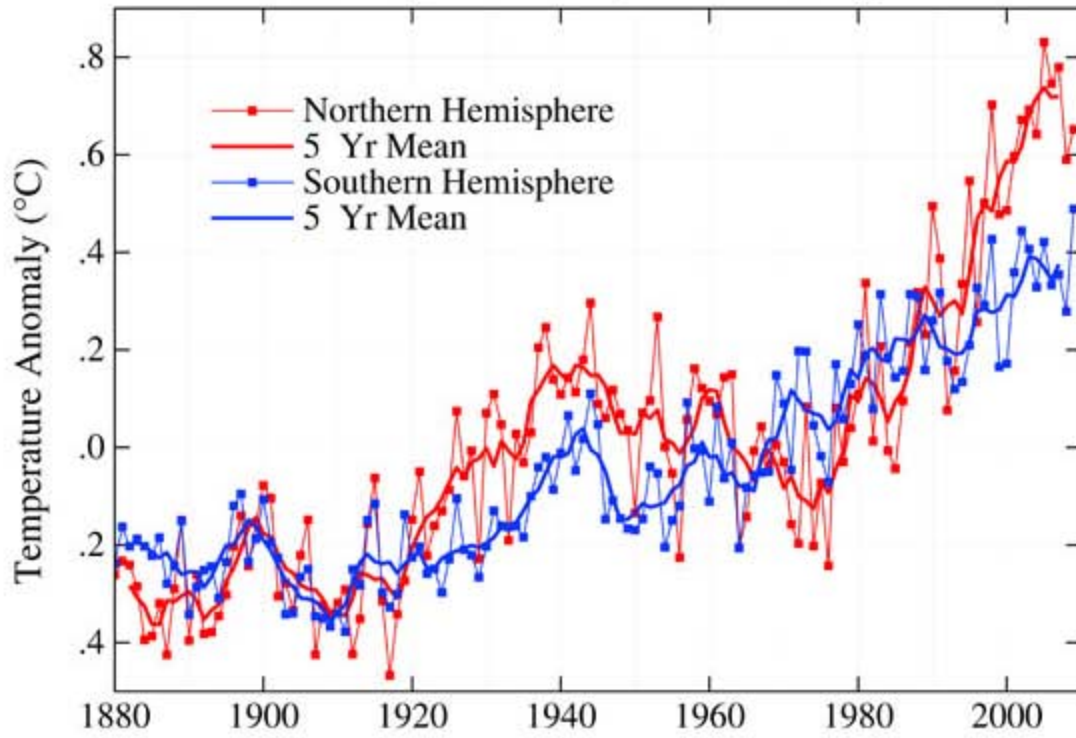 .8
.6
.4
.2
.0
.2
.4
Temperature Anomaly (°C)
Northern Hemisphere
5 Yr Mean
Southern Hemisphere
5 Yr Mean
1880 1900 1920 1940 1960 1980 2000